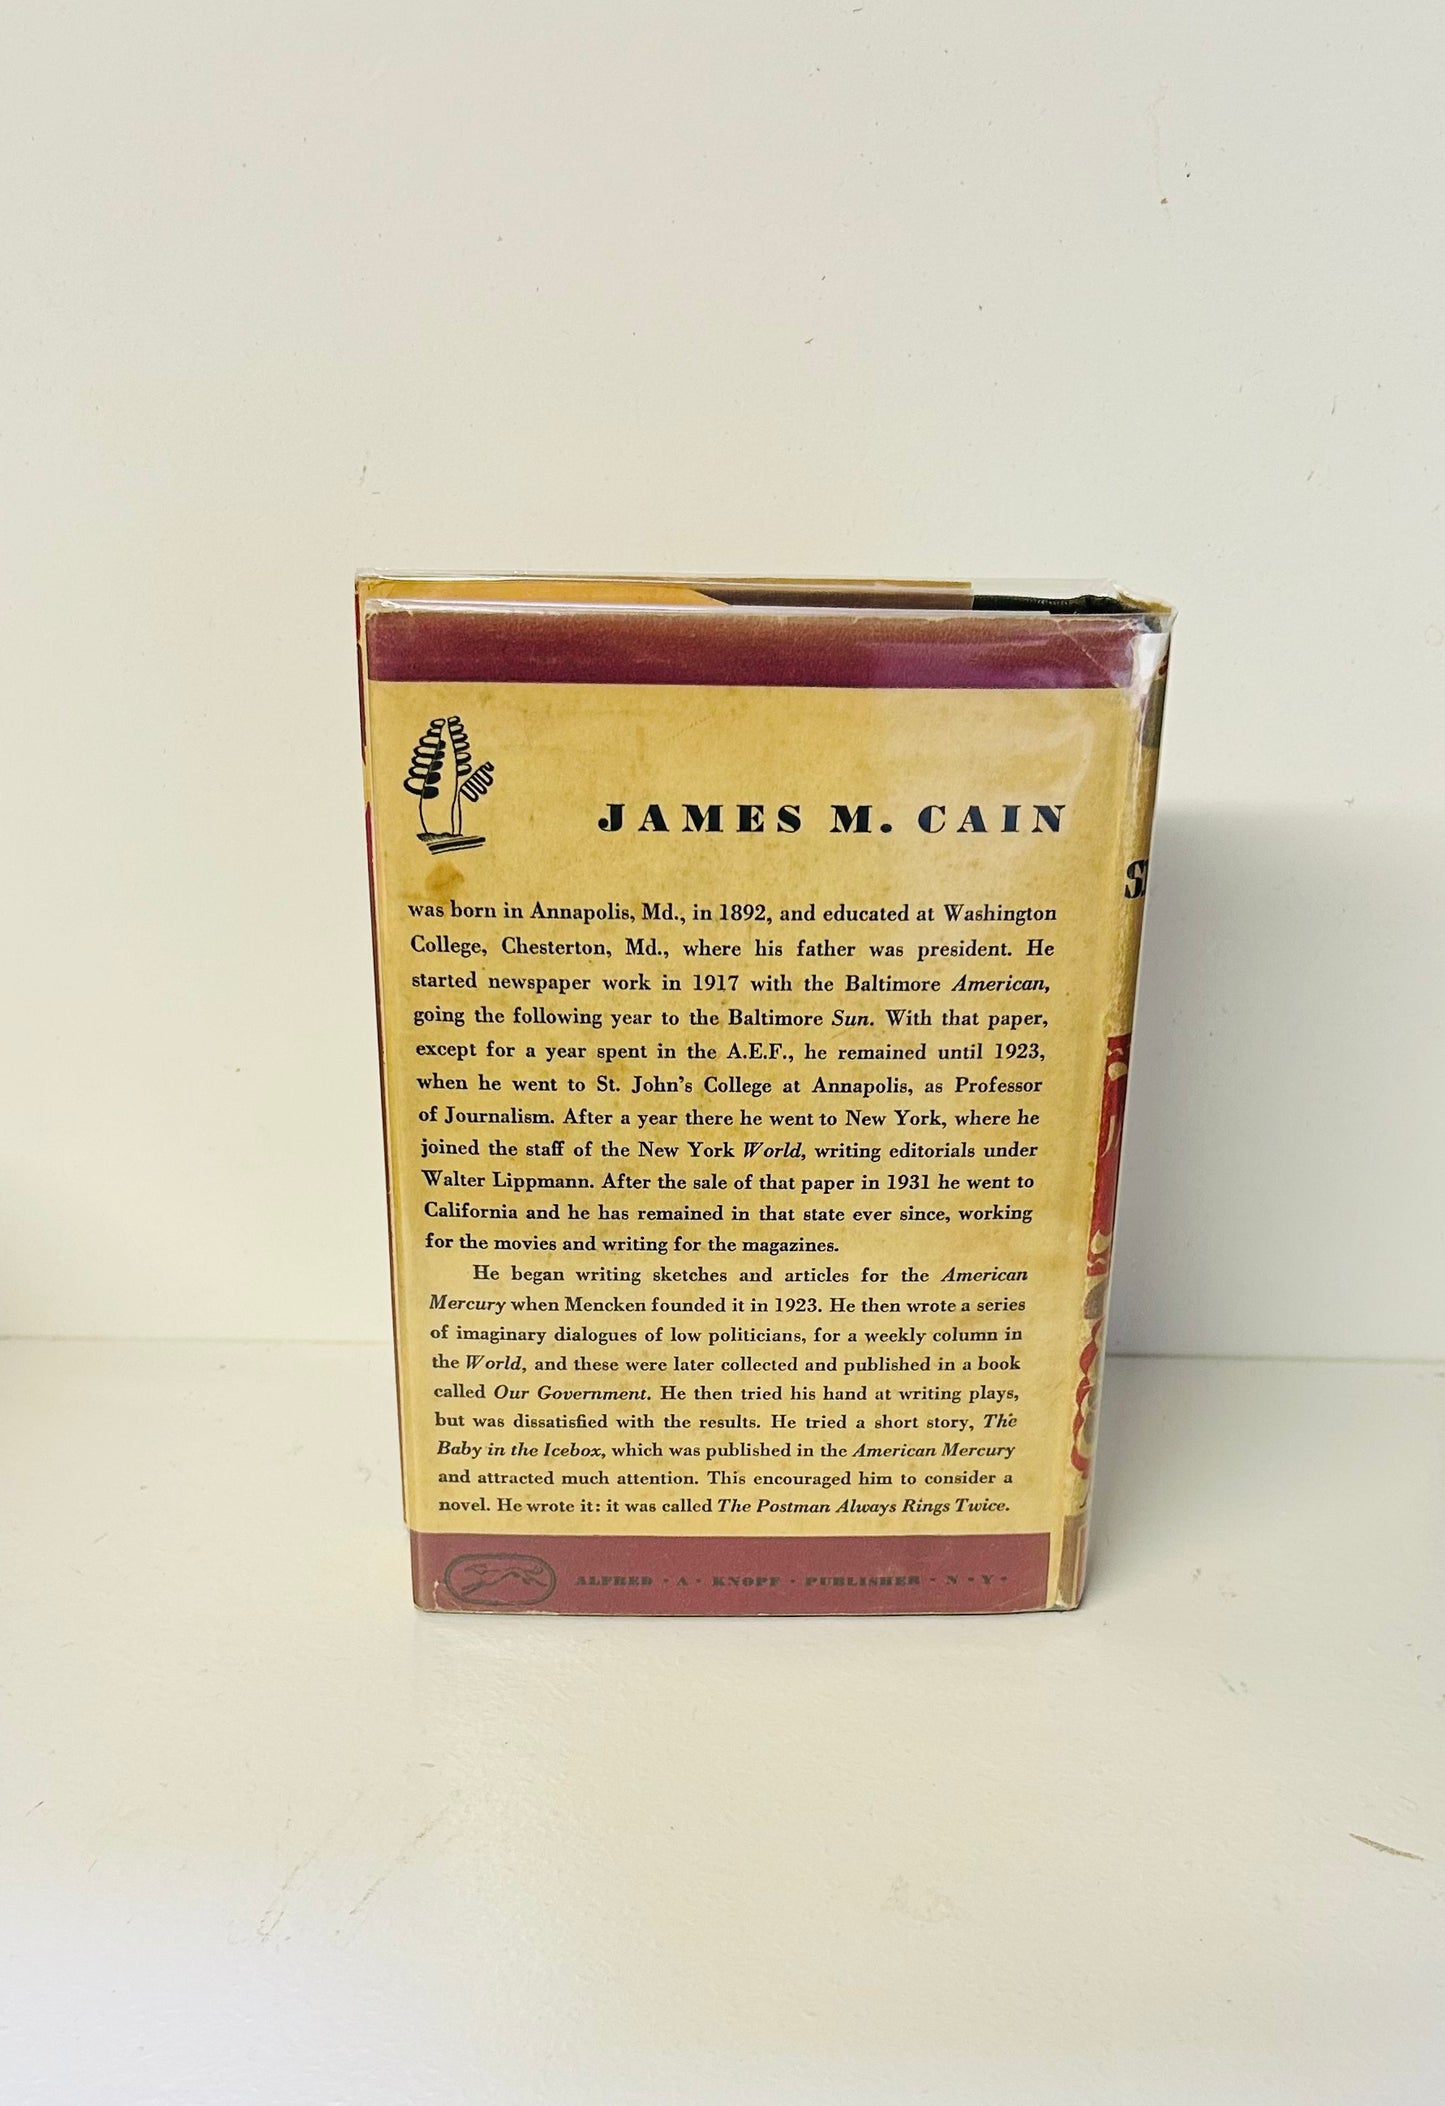 JAMES M. CAIN
was born in Annapolis, Md., in 1892, and educated at Washington
College, Chesterton, Md., where his father was president. He
started newspaper work in 1917 with the Baltimore American,
going the following year to the Baltimore Sun. With that paper,
except for a year spent in the A.E.F., he remained until 1923,
when he went to St. John's College at Annapolis, as Professor
of Journalism. After a year there he went to New York, where he
joined the staff of the New York World, writing editorials under
Walter Lippmann. After the sale of that paper in 1931 he went to
California and he has remained in that state ever since, working
for the movies and writing for the magazines.
He began writing sketches and articles for the American
Mercury when Mencken founded it in 1923. He then wrote a series
of imaginary dialogues of low politicians, for a weekly column in
the World, and these were later collected and published in a book
called Our Government. He then tried his hand at writing plays,
but was dissatisfied with the results. He tried a short story, The
Baby in the Icebox, which was published in the American Mercury
and attracted much attention. This encouraged him to consider a
novel. He wrote it: it was called The Postman Always Rings Twice.
ALFRED · A · KNOPF · PUBLISHER · N · Y ·